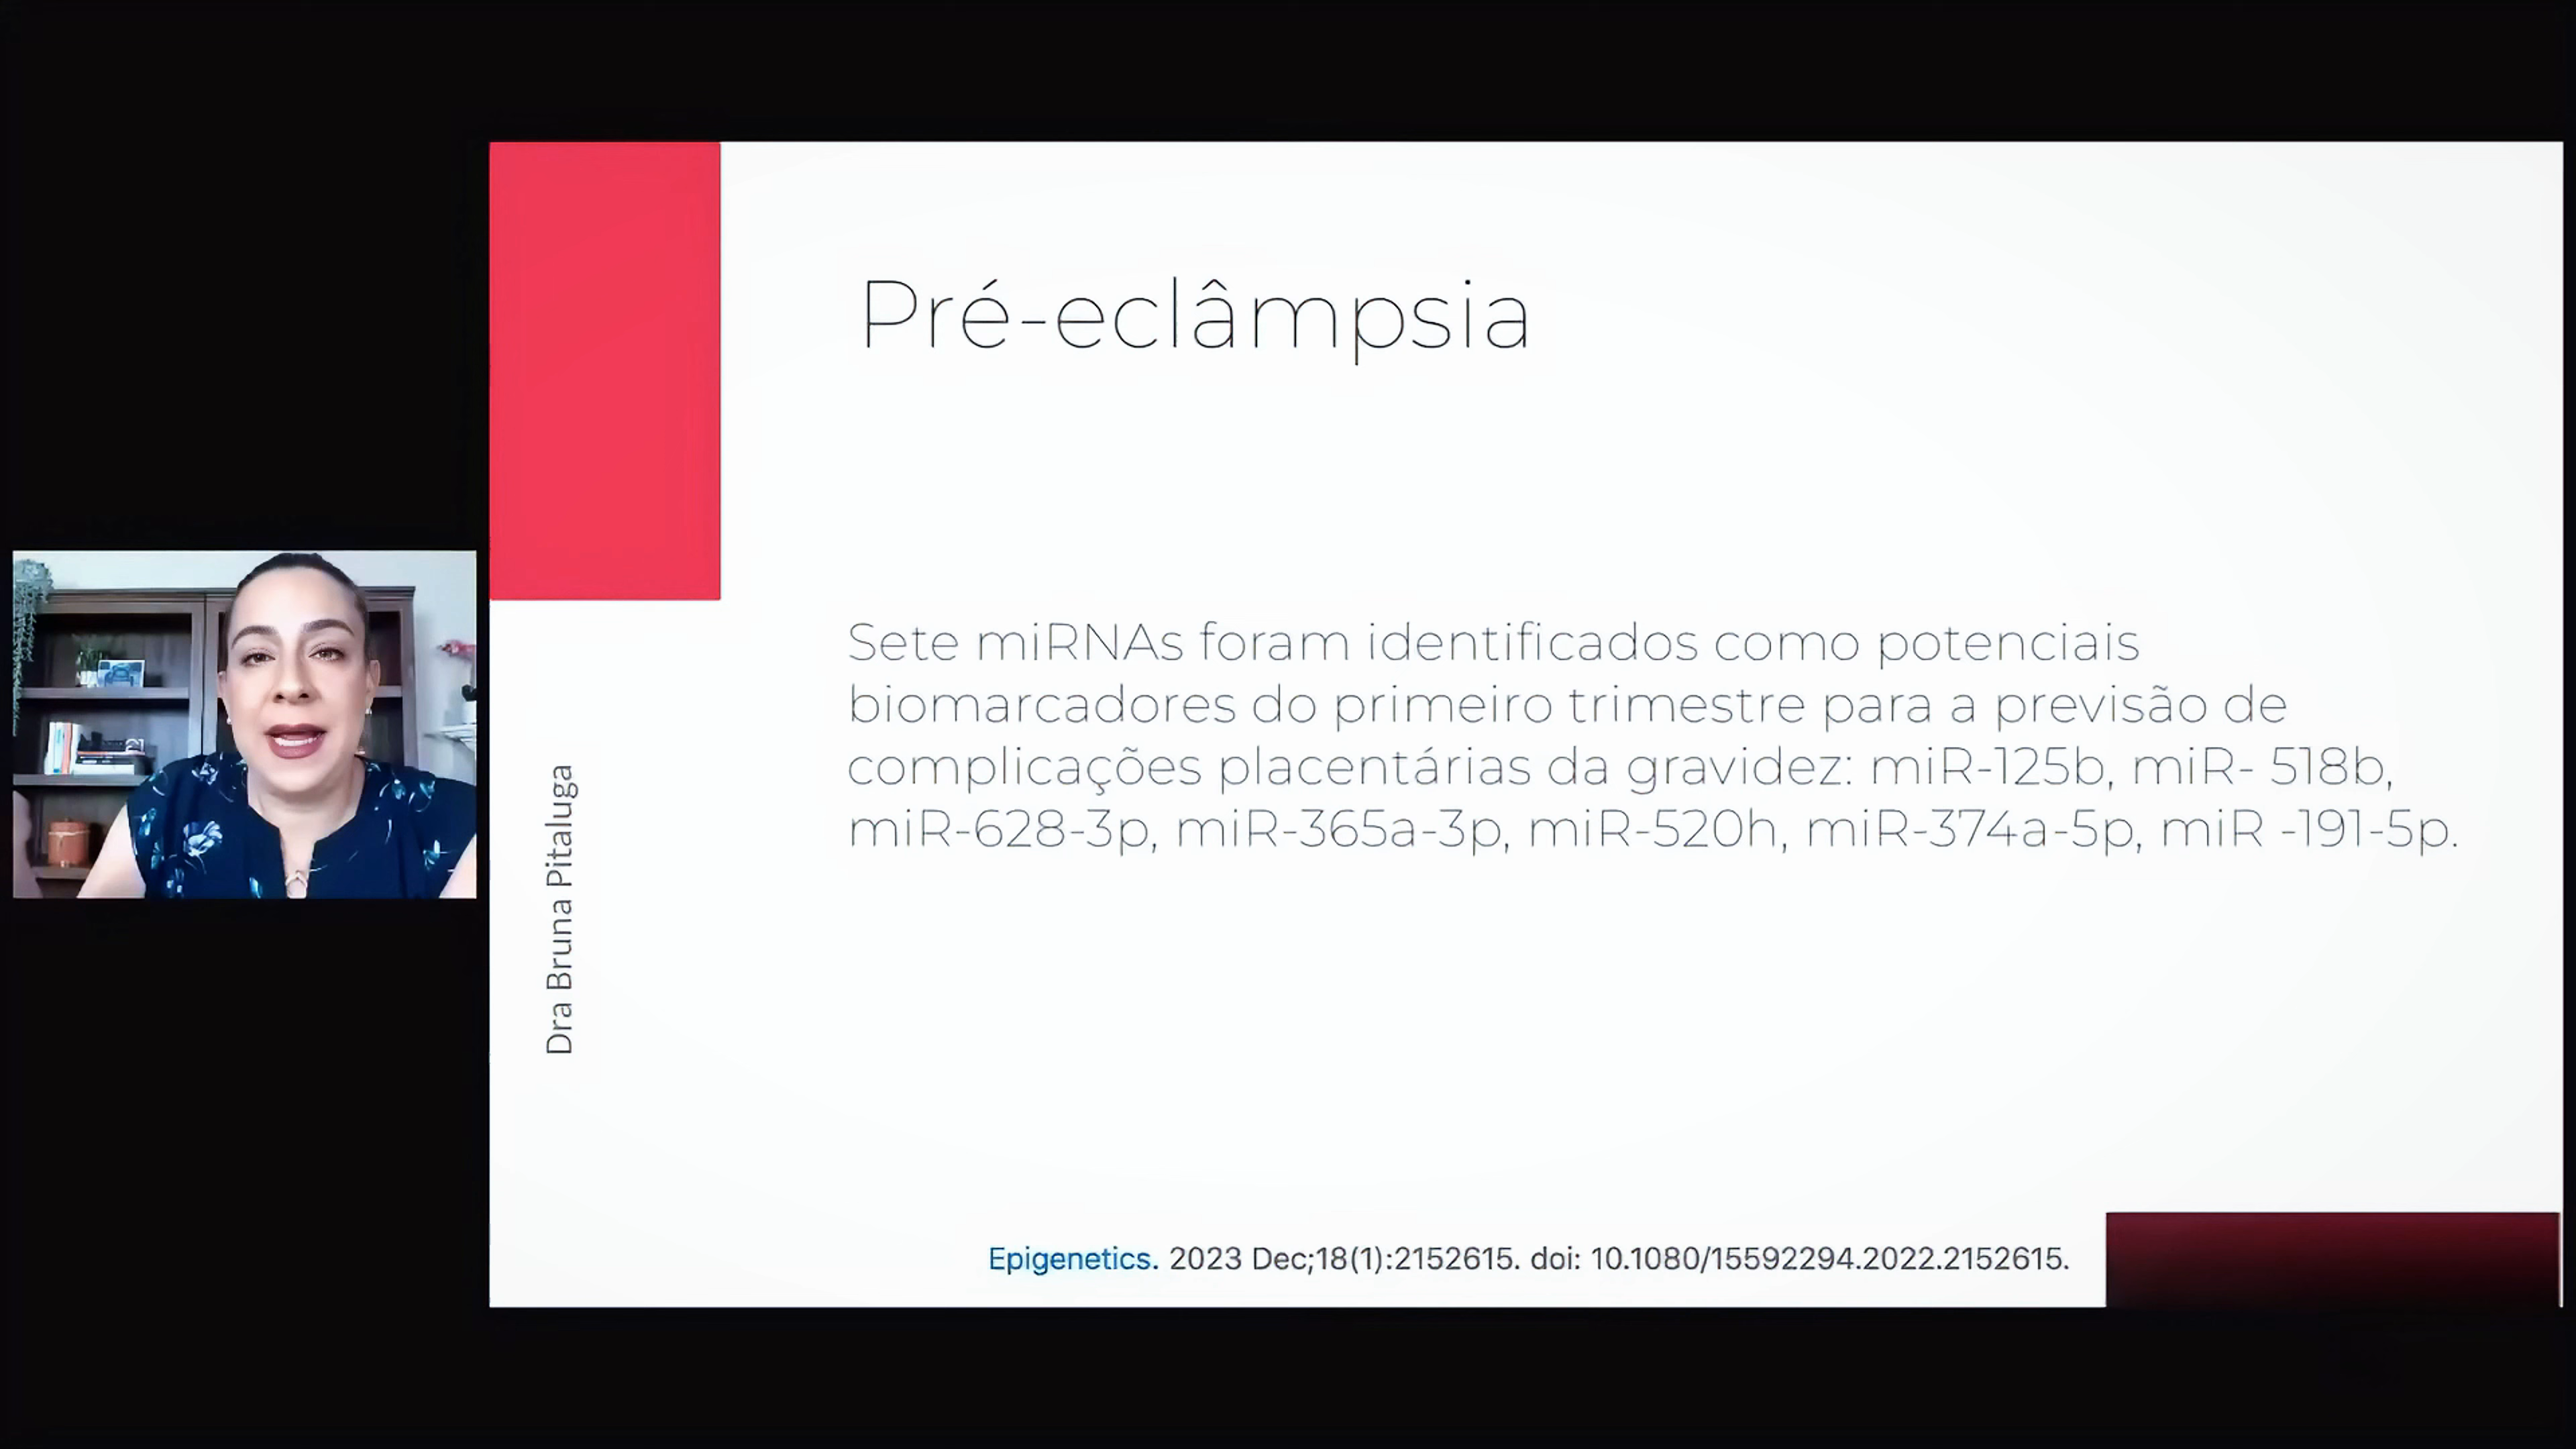 Pré-eclâmpsia
Sete miRNAs foram identificados como potenciais
biomarcadores do primeiro trimestre para a previsão de
complicações placentárias da gravidez: miR-125b, miR- 518b,
miR-628-3p, miR-365a-3p, miR-520h, miR-374a-5p, miR -191-5p.
Dra Bruna Pitaluga
Epigenetics. 2023 Dec;18(1):2152615. doi: 10.1080/15592294.2022.2152615.